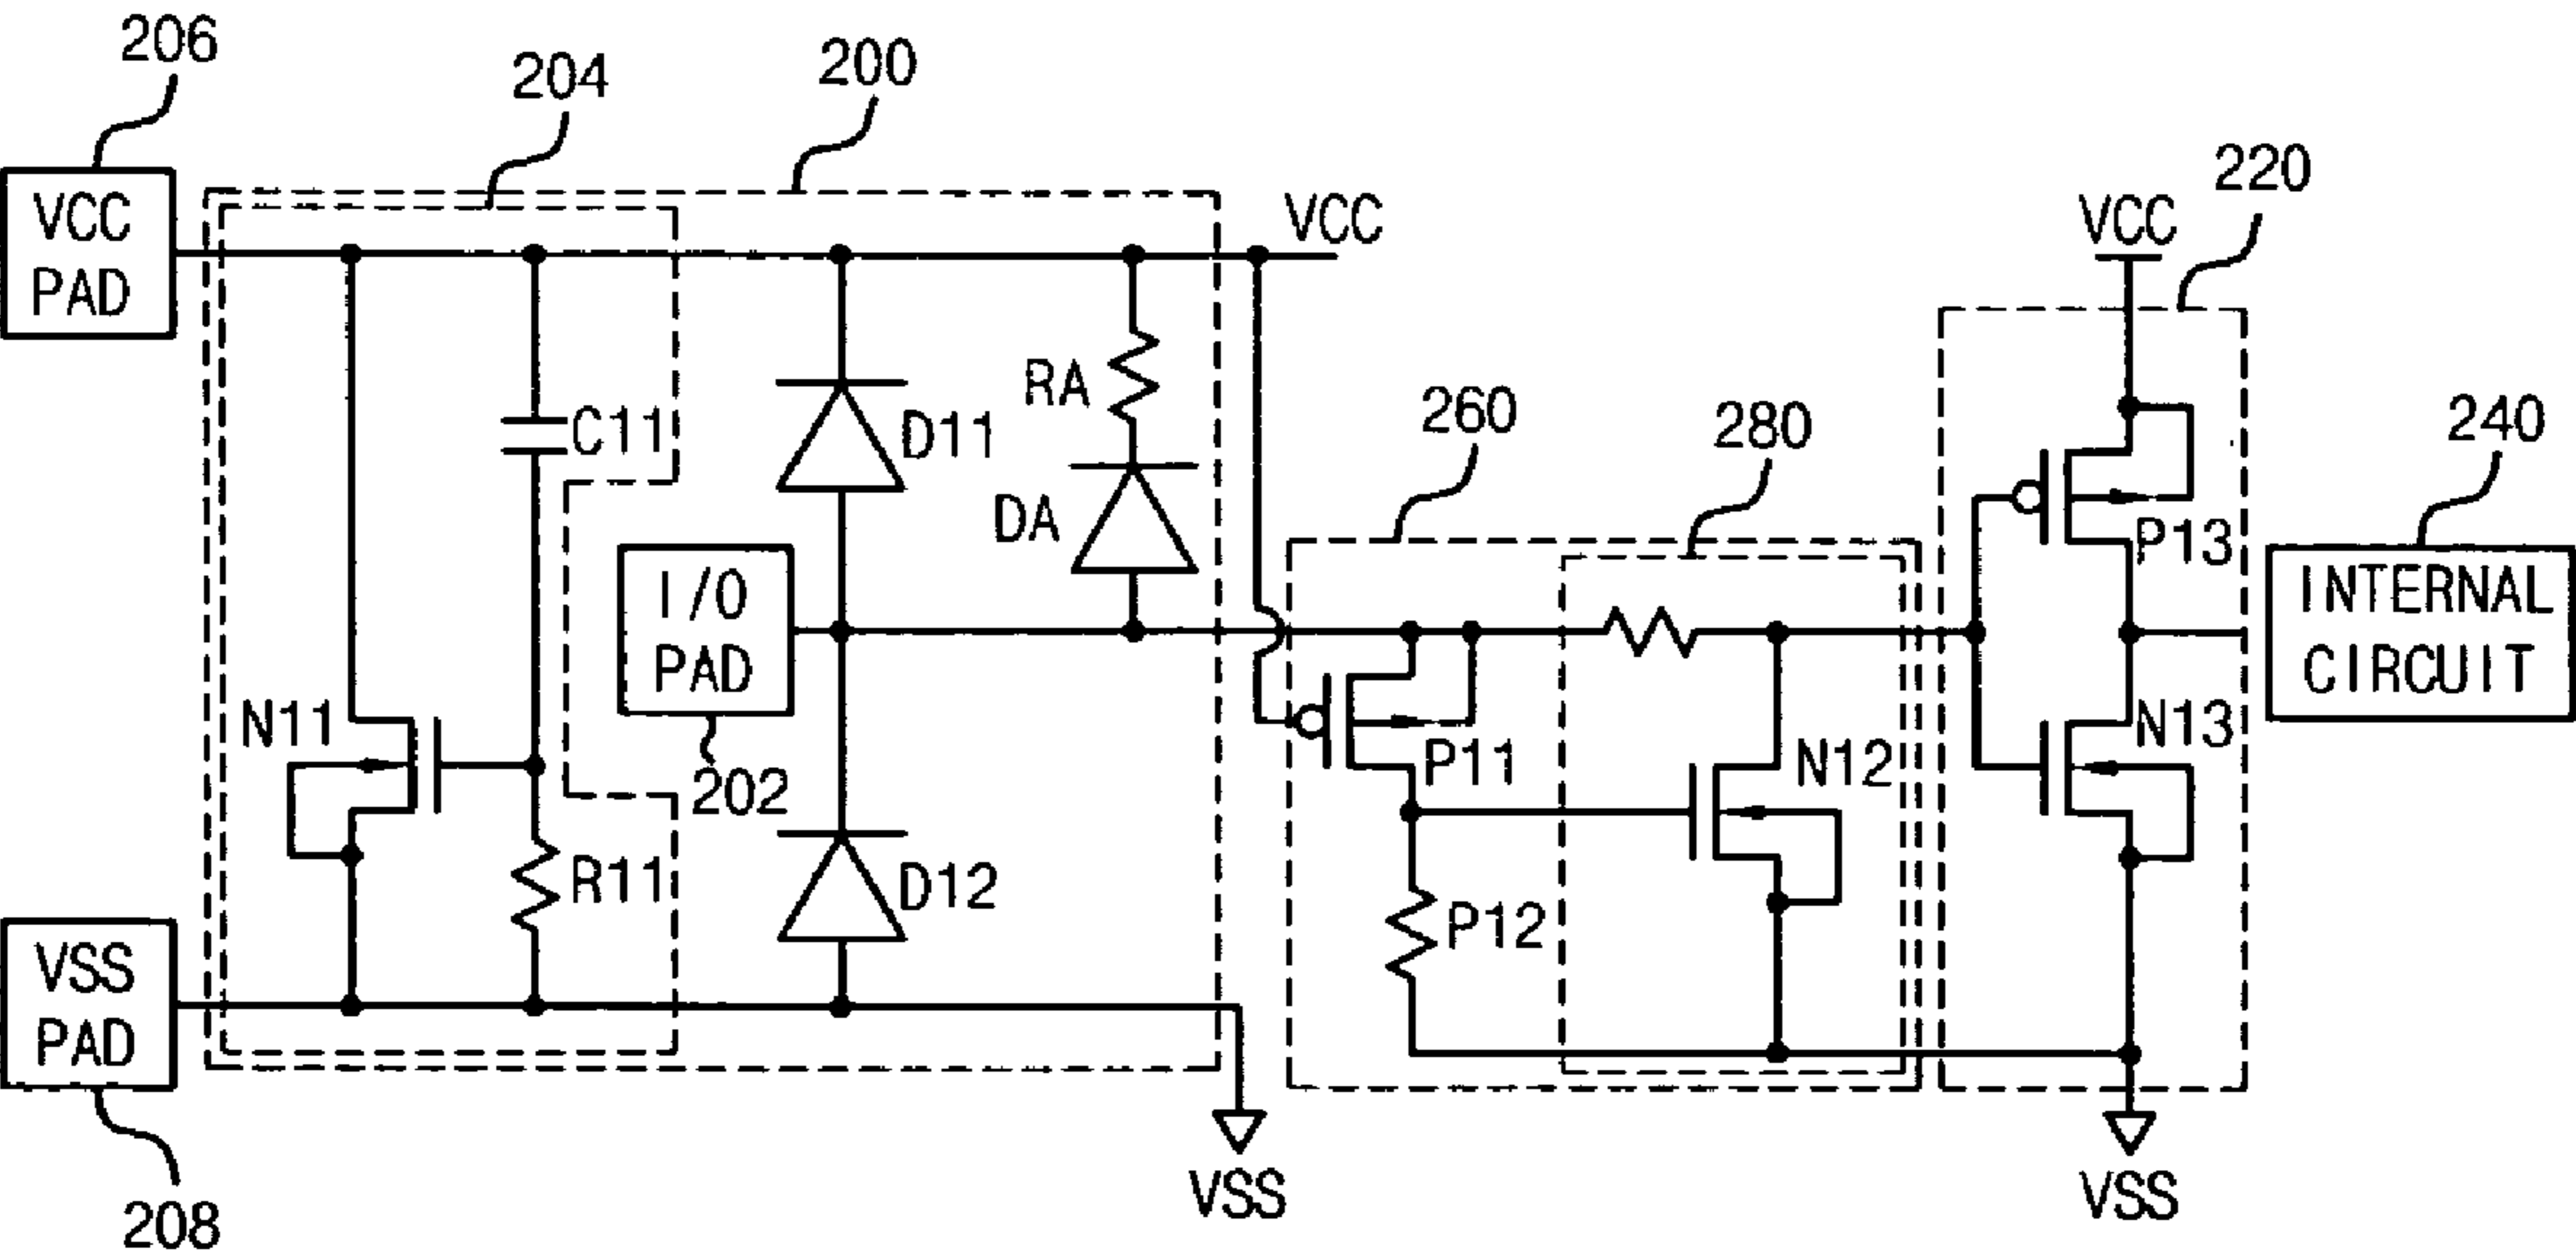 206
204
200
220
VCC
PAD
VCC
VCC
RA
C11
D11
260
280
240
DA
P13
I/O
PAD
INTERNAL
CIRCUIT
N11
202
P11
N12
N13
R11
D12
P12
VSS
PAD
VSS
VSS
208